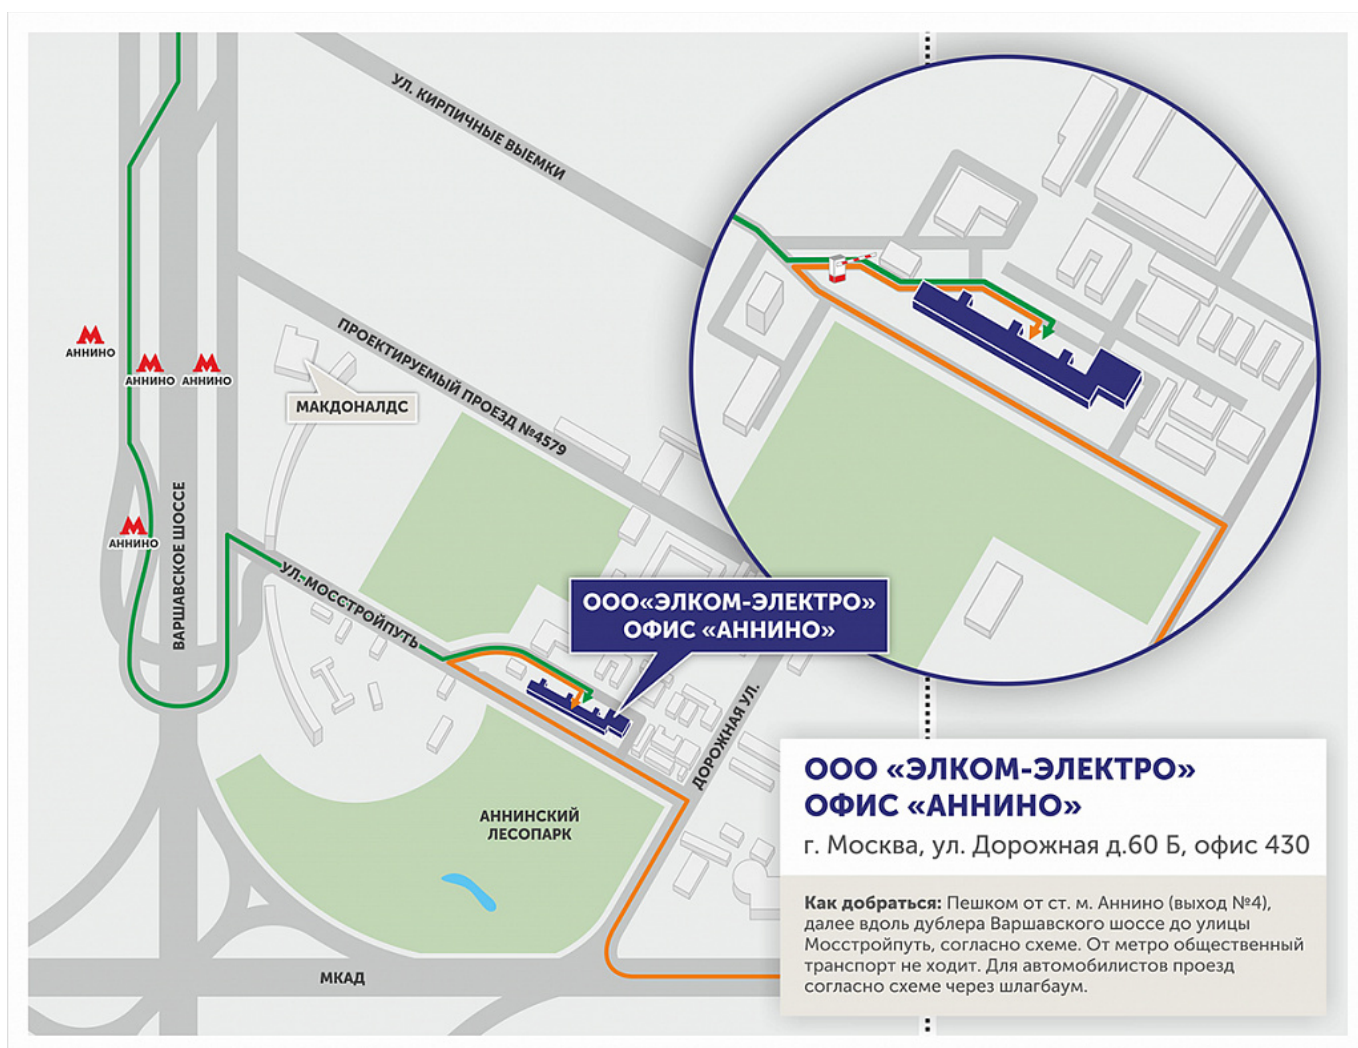 УЛ. КИРПИЧНЫЕ ВЫЕМКИ
ПРОЕКТИРУЕМЫЙ ПРОЕЗД №4579
М
АННИНО
М
АННИНО
М
АННИНО
МАКДОНАЛДС
М
АННИНО
ВАРШАВСКОЕ ШОССЕ
УЛ. МОССТРОЙПУТЬ
ООО«ЭЛКОМ-ЭЛЕКТРО»
ОФИС «АННИНО»
ДОРОЖНАЯ УЛ.
АННИНСКИЙ
ЛЕСОПАРК
МКАД
ООО «ЭЛКОМ-ЭЛЕКТРО»
ОФИС «АННИНО»
г. Москва, ул. Дорожная д.60 Б, офис 430
Как добраться: Пешком от ст. м. Аннино (выход №4),
далее вдоль дублера Варшавского шоссе до улицы
Мосстройпуть, согласно схеме. От метро общественный
транспорт не ходит. Для автомобилистов проезд
согласно схеме через шлагбаум.